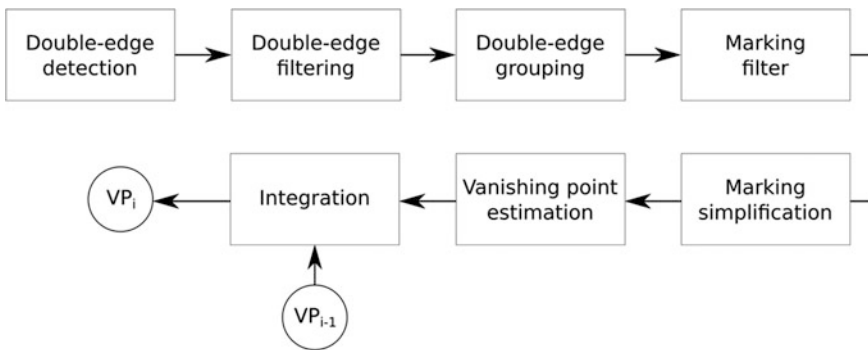 Double-edge
detection
Double-edge
filtering
Double-edge
grouping
Marking
filter
VPi
Integration
Vanishing point
estimation
Marking
simplification
VPi-1